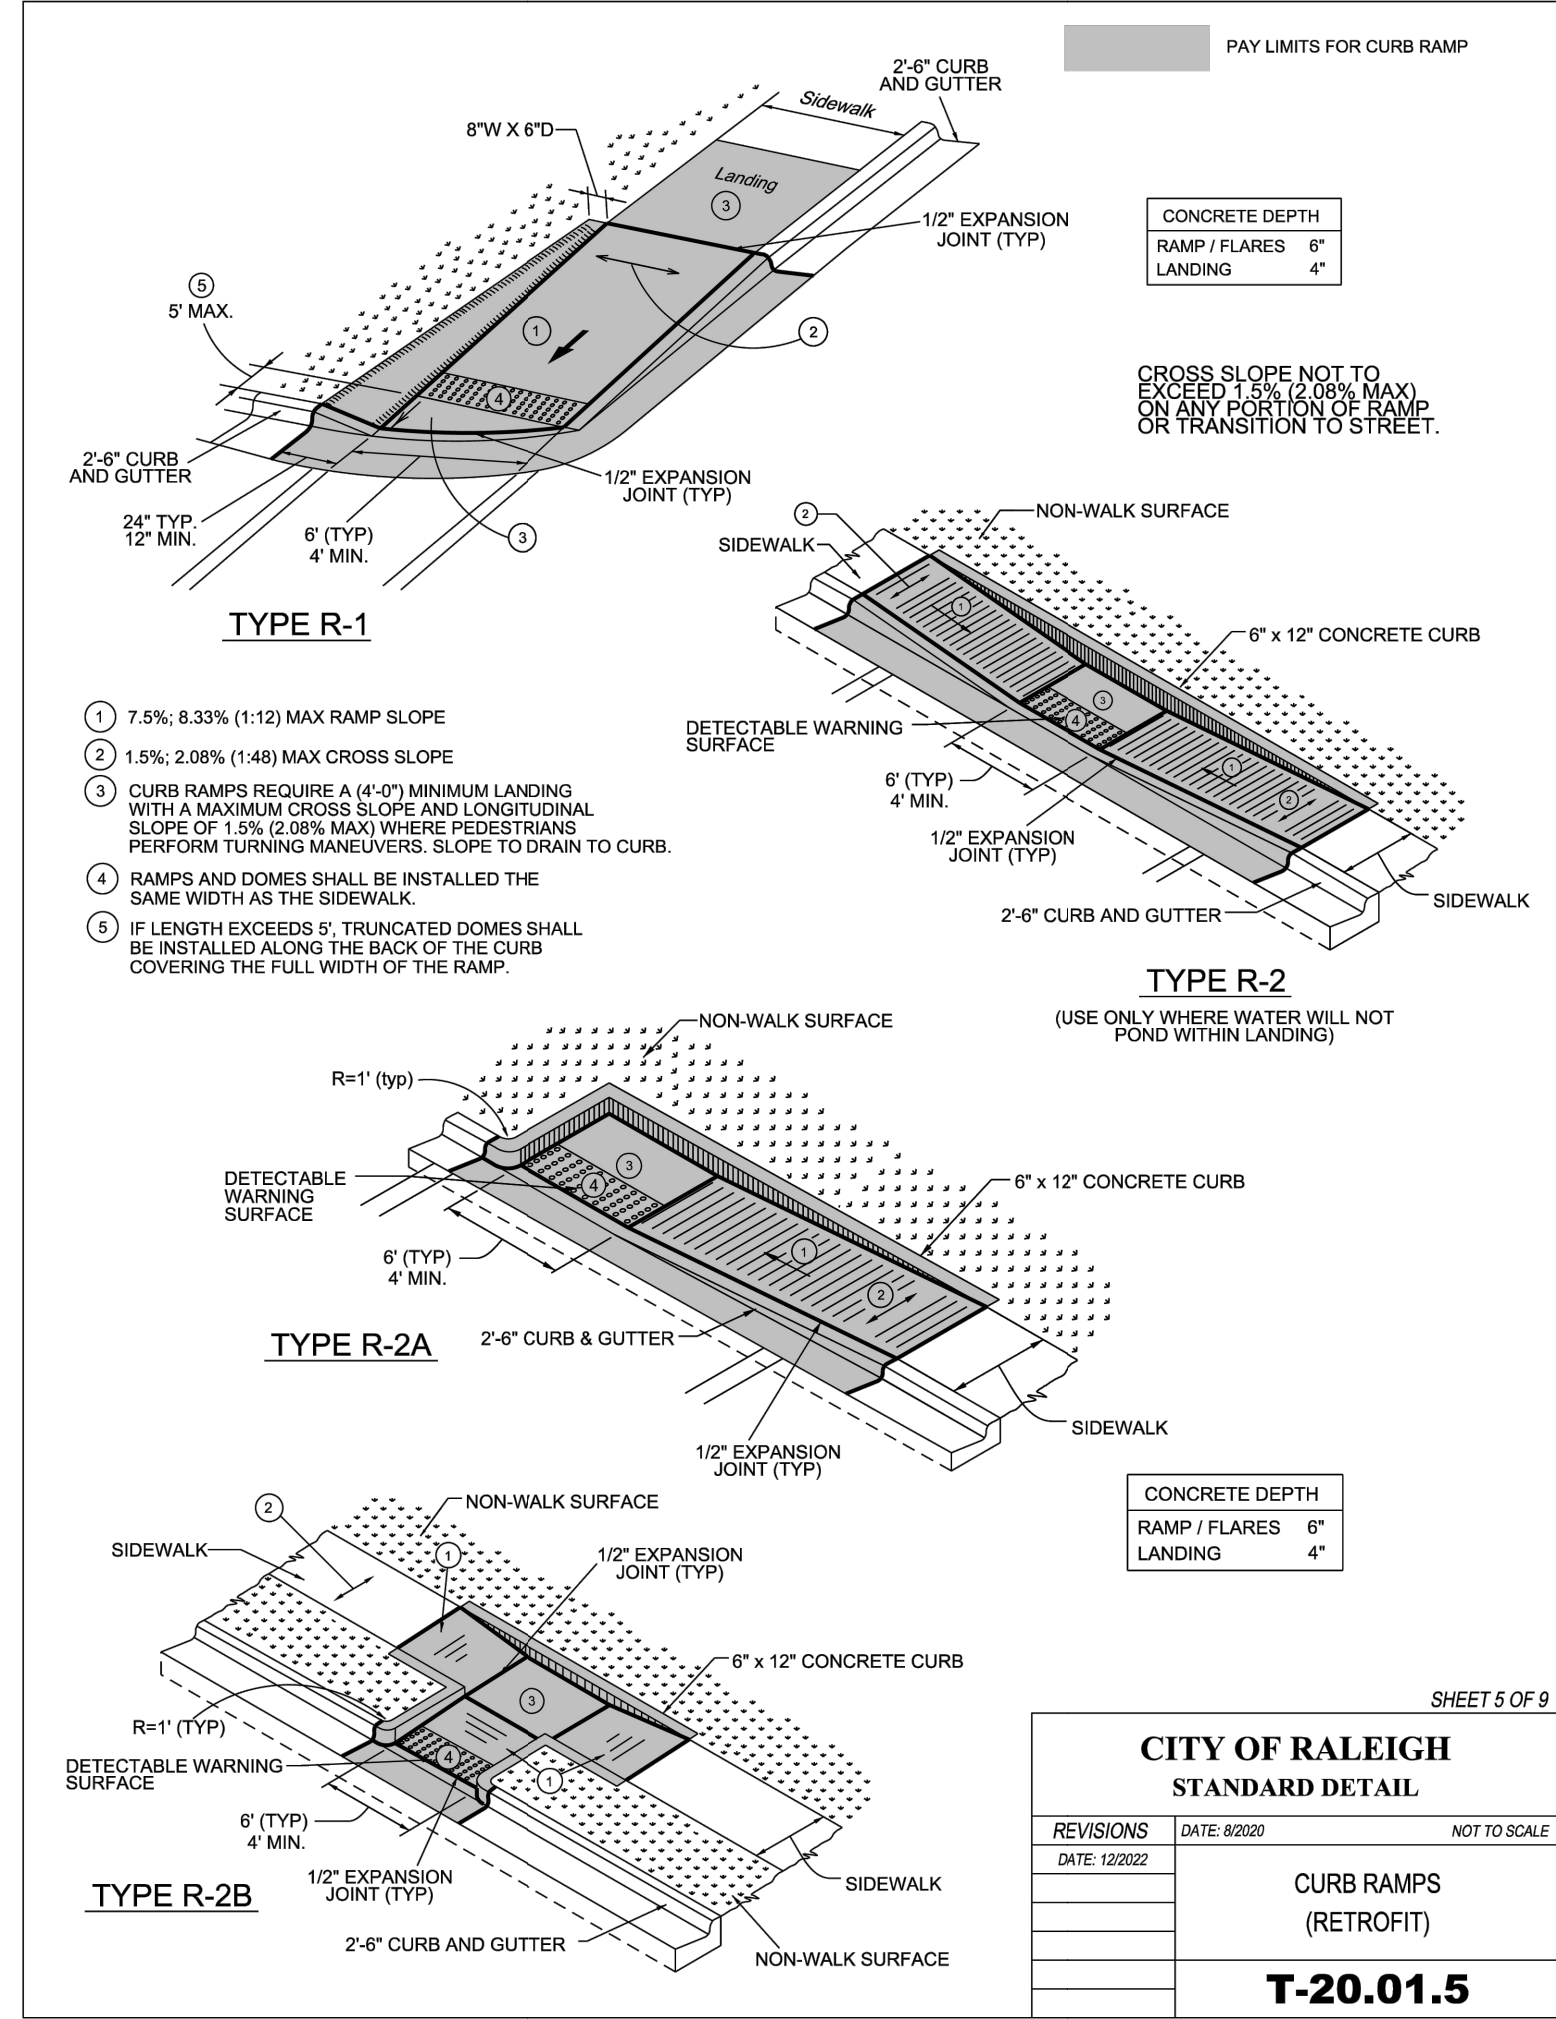 PAY LIMITS FOR CURB RAMP
2'-6" CURB
AND GUTTER
Sidewalk
8"W X 6"D
Landing
3
1/2" EXPANSION
JOINT (TYP)
CONCRETE DEPTH
RAMP / FLARES 6"
LANDING 4"
5
5' MAX.
1
2
4
CROSS SLOPE NOT TO
EXCEED 1.5% (2.08% MAX)
ON ANY PORTION OF RAMP
OR TRANSITION TO STREET.
2'-6" CURB
AND GUTTER
1/2" EXPANSION
JOINT (TYP)
24" TYP.
12" MIN.
6' (TYP)
4' MIN.
3
TYPE R-1
2
NON-WALK SURFACE
SIDEWALK
1
6" x 12" CONCRETE CURB
3
4
DETECTABLE WARNING
SURFACE
1
2
6' (TYP)
4' MIN.
1/2" EXPANSION
JOINT (TYP)
SIDEWALK
2'-6" CURB AND GUTTER
TYPE R-2
(USE ONLY WHERE WATER WILL NOT
POND WITHIN LANDING)
1 7.5%; 8.33% (1:12) MAX RAMP SLOPE
2 1.5%; 2.08% (1:48) MAX CROSS SLOPE
3 CURB RAMPS REQUIRE A (4'-0") MINIMUM LANDING
WITH A MAXIMUM CROSS SLOPE AND LONGITUDINAL
SLOPE OF 1.5% (2.08% MAX) WHERE PEDESTRIANS
PERFORM TURNING MANEUVERS. SLOPE TO DRAIN TO CURB.
4 RAMPS AND DOMES SHALL BE INSTALLED THE
SAME WIDTH AS THE SIDEWALK.
5 IF LENGTH EXCEEDS 5', TRUNCATED DOMES SHALL
BE INSTALLED ALONG THE BACK OF THE CURB
COVERING THE FULL WIDTH OF THE RAMP.
NON-WALK SURFACE
R=1' (typ)
3
4
DETECTABLE
WARNING
SURFACE
6" x 12" CONCRETE CURB
1
2
6' (TYP)
4' MIN.
2'-6" CURB & GUTTER
TYPE R-2A
SIDEWALK
1/2" EXPANSION
JOINT (TYP)
CONCRETE DEPTH
RAMP / FLARES 6"
LANDING 4"
2
NON-WALK SURFACE
SIDEWALK
1
1/2" EXPANSION
JOINT (TYP)
6" x 12" CONCRETE CURB
3
R=1' (TYP)
4
DETECTABLE WARNING
SURFACE
1
6' (TYP)
4' MIN.
1/2" EXPANSION
JOINT (TYP)
SIDEWALK
TYPE R-2B
2'-6" CURB AND GUTTER
NON-WALK SURFACE
SHEET 5 OF 9
CITY OF RALEIGH
STANDARD DETAIL
REVISIONS
DATE: 8/2020 NOT TO SCALE
DATE: 12/2022
CURB RAMPS
(RETROFIT)
T-20.01.5